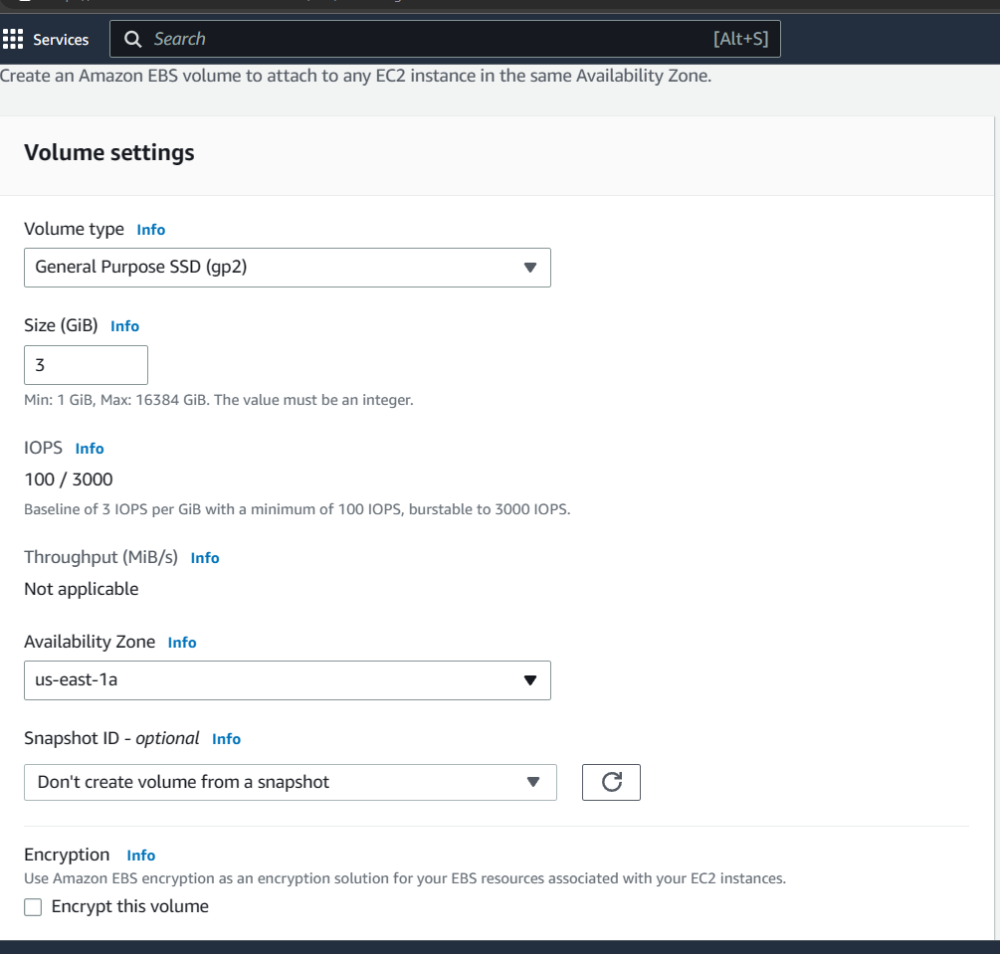 Services
Search [Alt+S]
Create an Amazon EBS volume to attach to any EC2 instance in the same Availability Zone.
Volume settings
Volume type Info
General Purpose SSD (gp2)
Size (GiB) Info
3
Min: 1 GiB, Max: 16384 GiB. The value must be an integer.
IOPS Info
100 / 3000
Baseline of 3 IOPS per GiB with a minimum of 100 IOPS, burstable to 3000 IOPS.
Throughput (MiB/s) Info
Not applicable
Availability Zone Info
us-east-1a
Snapshot ID - optional Info
Don't create volume from a snapshot
Encryption Info
Use Amazon EBS encryption as an encryption solution for your EBS resources associated with your EC2 instances.
Encrypt this volume